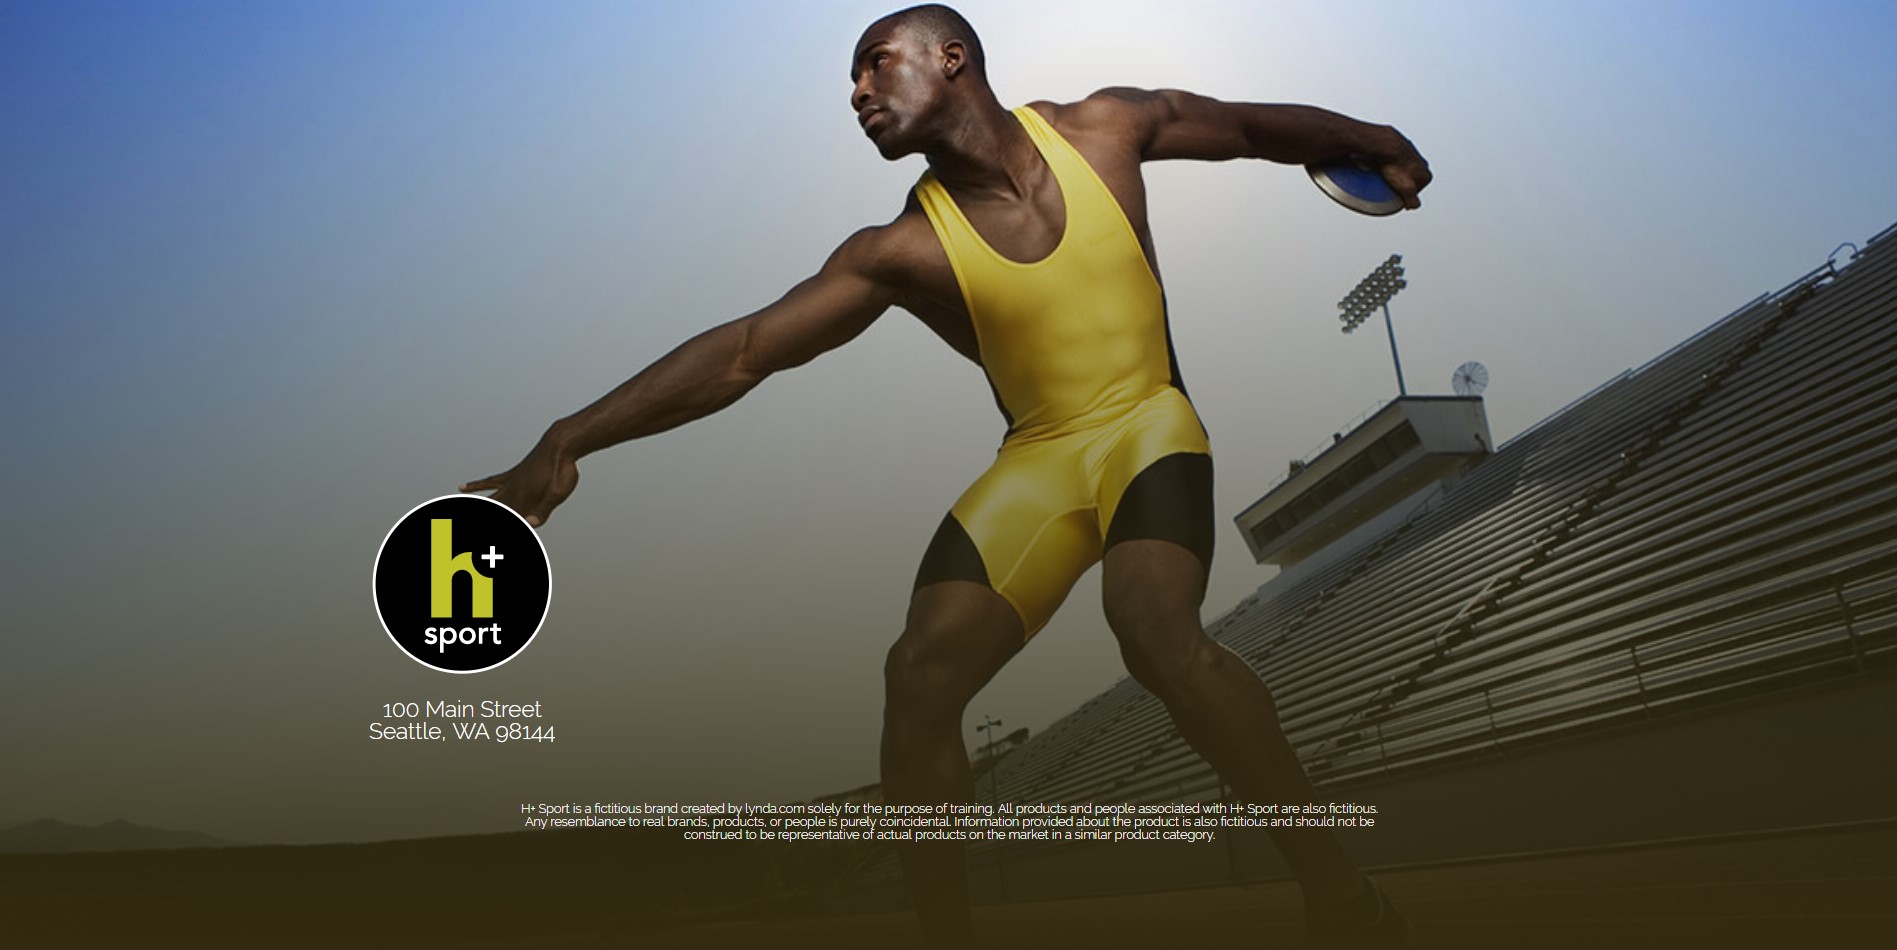 h+
sport
100 Main Street
Seattle, WA 98144
H+ Sport is a fictitious brand created by lynda.com solely for the purpose of training. All products and people associated with H+ Sport are also fictitious.
Any resemblance to real brands, products, or people is purely coincidental. Information provided about the product is also fictitious and should not be
construed to be representative of actual products on the market in a similar product category.